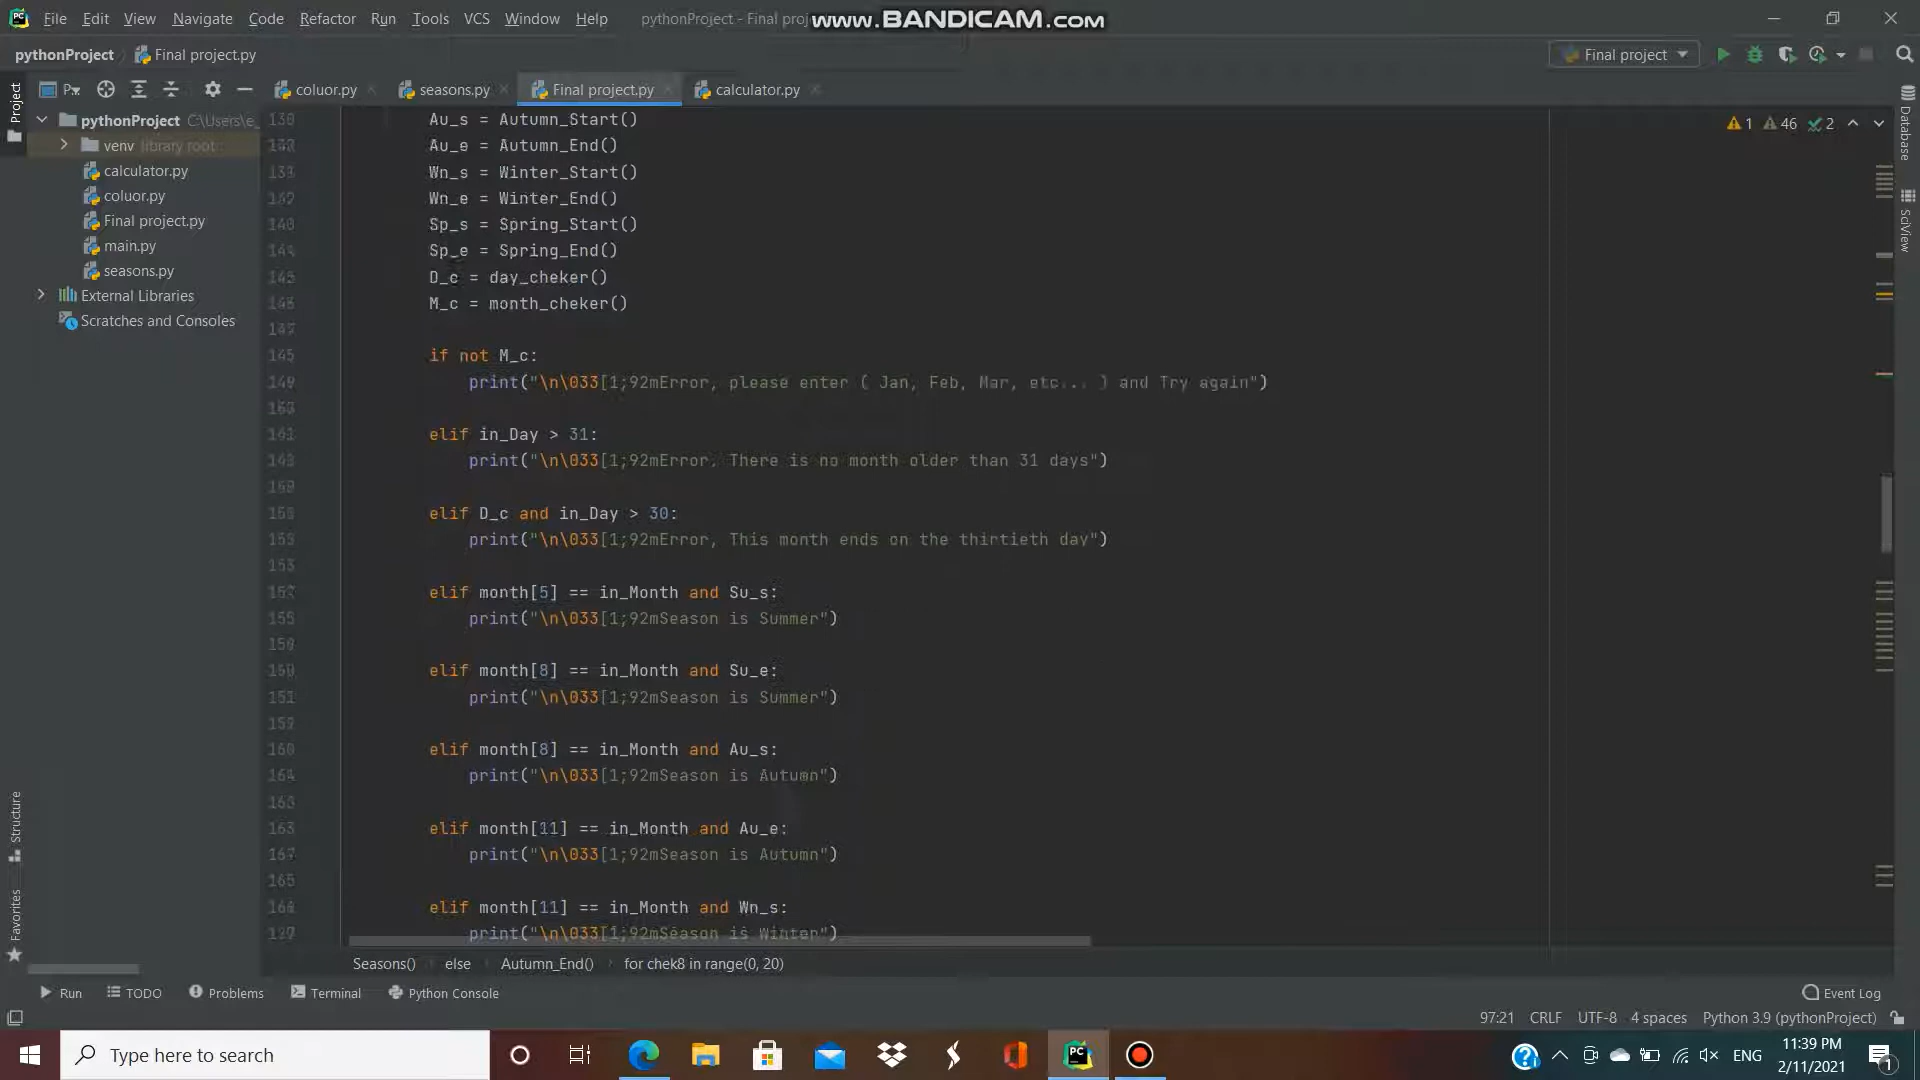 File Edit View Navigate Code Refactor Run Tools VCS Window Help pythonProject - Final proj
www.BANDICAM.com
pythonProject Final project.py
Final project
Project
P..
coluor.py
seasons.py
Final project.py
calculator.py
pythonProject C:\Users\e_
venv library root
calculator.py
coluor.py
Final project.py
main.py
seasons.py
External Libraries
Scratches and Consoles
1 46 2
Au_s = Autumn_Start()
Au_e = Autumn_End()
Wn_s = Winter_Start()
Wn_e = Winter_End()
Sp_s = Spring_Start()
Sp_e = Spring_End()
D_c = day_cheker()
M_c = month_cheker()
if not M_c:
print("\n\033[1;92mError, please enter ( Jan, Feb, Mar, etc... ) and Try again")
elif in_Day > 31:
print("\n\033[1;92mError, There is no month older than 31 days")
elif D_c and in_Day > 30:
print("\n\033[1;92mError, This month ends on the thirtieth day")
elif month[5] == in_Month and Su_s:
print("\n\033[1;92mSeason is Summer")
elif month[8] == in_Month and Su_e:
print("\n\033[1;92mSeason is Summer")
elif month[8] == in_Month and Au_s:
print("\n\033[1;92mSeason is Autumn")
elif month[11] == in_Month and Au_e:
print("\n\033[1;92mSeason is Autumn")
elif month[11] == in_Month and Wn_s:
print("\n\033[1;92mSeason is Winter")
Database
SciView
Structure
Favorites
Seasons() else Autumn_End() for chek8 in range(0, 20)
Run TODO Problems Terminal Python Console
Event Log
97:21 CRLF UTF-8 4 spaces Python 3.9 (pythonProject)
Type here to search
ENG
11:39 PM
2/11/2021
1